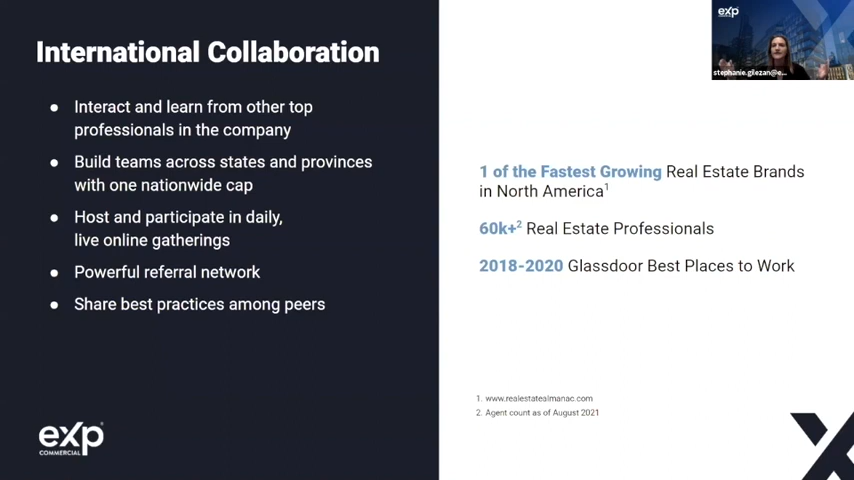 International Collaboration
● Interact and learn from other top
professionals in the company
● Build teams across states and provinces
with one nationwide cap
● Host and participate in daily,
live online gatherings
● Powerful referral network
● Share best practices among peers
exp®
COMMERCIAL
exp
stephanie.gilezan@e...
1 of the Fastest Growing Real Estate Brands
in North America¹
60k+² Real Estate Professionals
2018-2020 Glassdoor Best Places to Work
1. www.realestatealmanac.com
2. Agent count as of August 2021